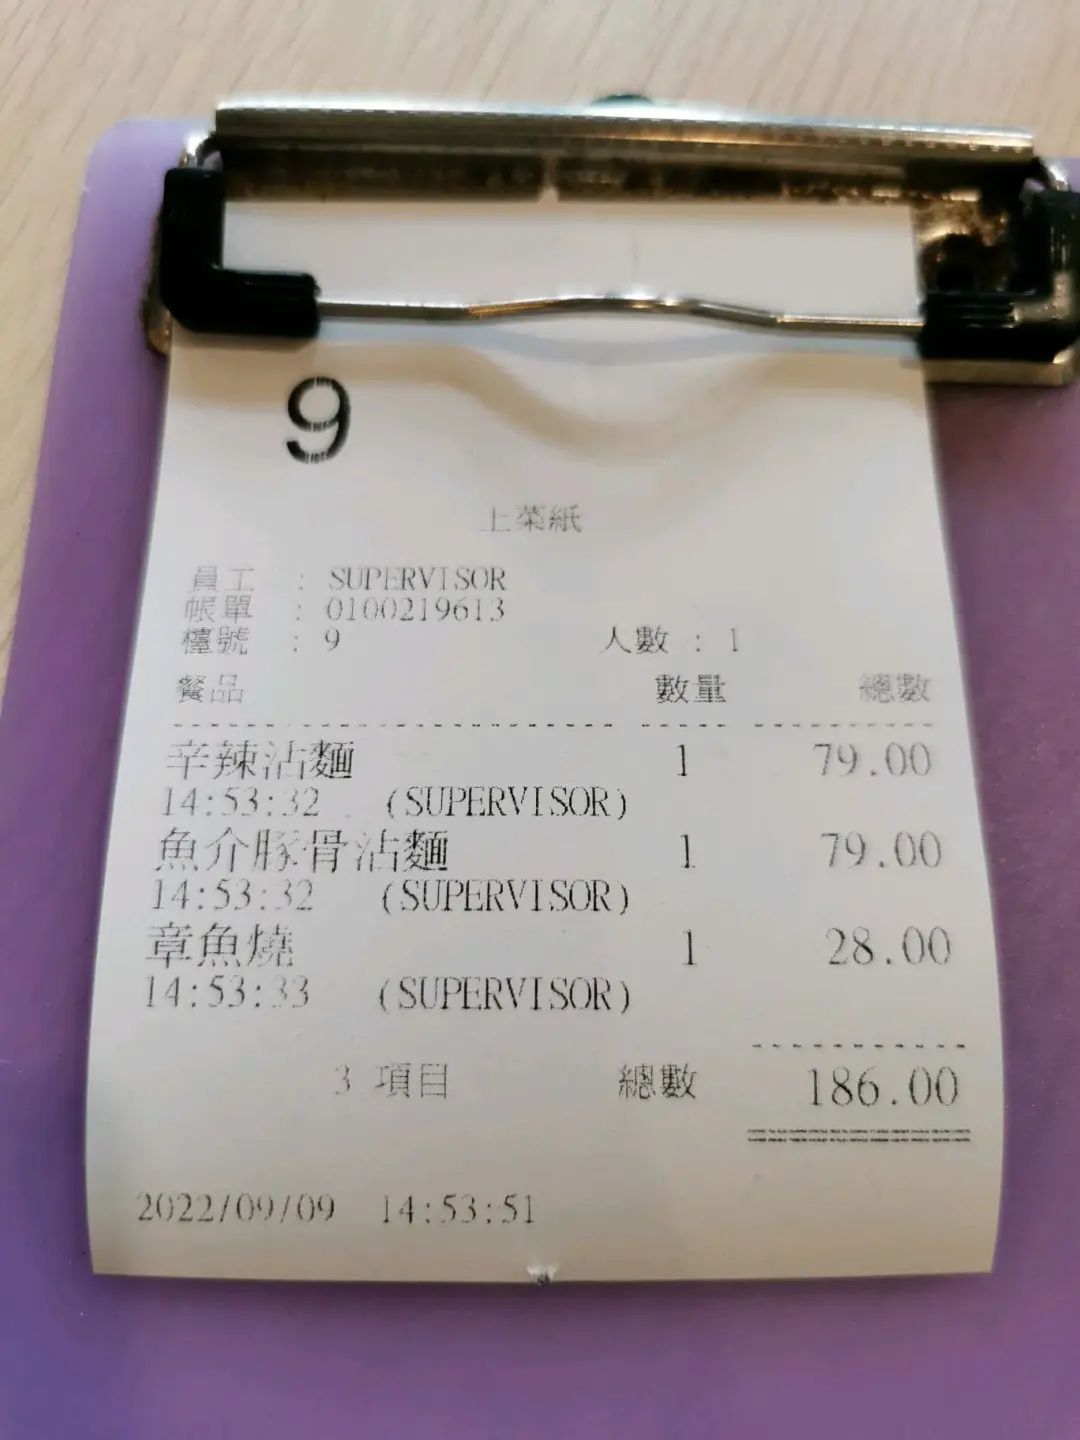 9
上菜紙
員工 : SUPERVISOR
帳單 : 0100219613
檯號 : 9 人數 : 1
餐品 數量 總數
辛辣沾麵 1 79.00
14:53:32 (SUPERVISOR)
魚介豚骨沾麵 1 79.00
14:53:32 (SUPERVISOR)
章魚燒 1 28.00
14:53:33 (SUPERVISOR)
3 項目 總數 186.00
2022/09/09 14:53:51